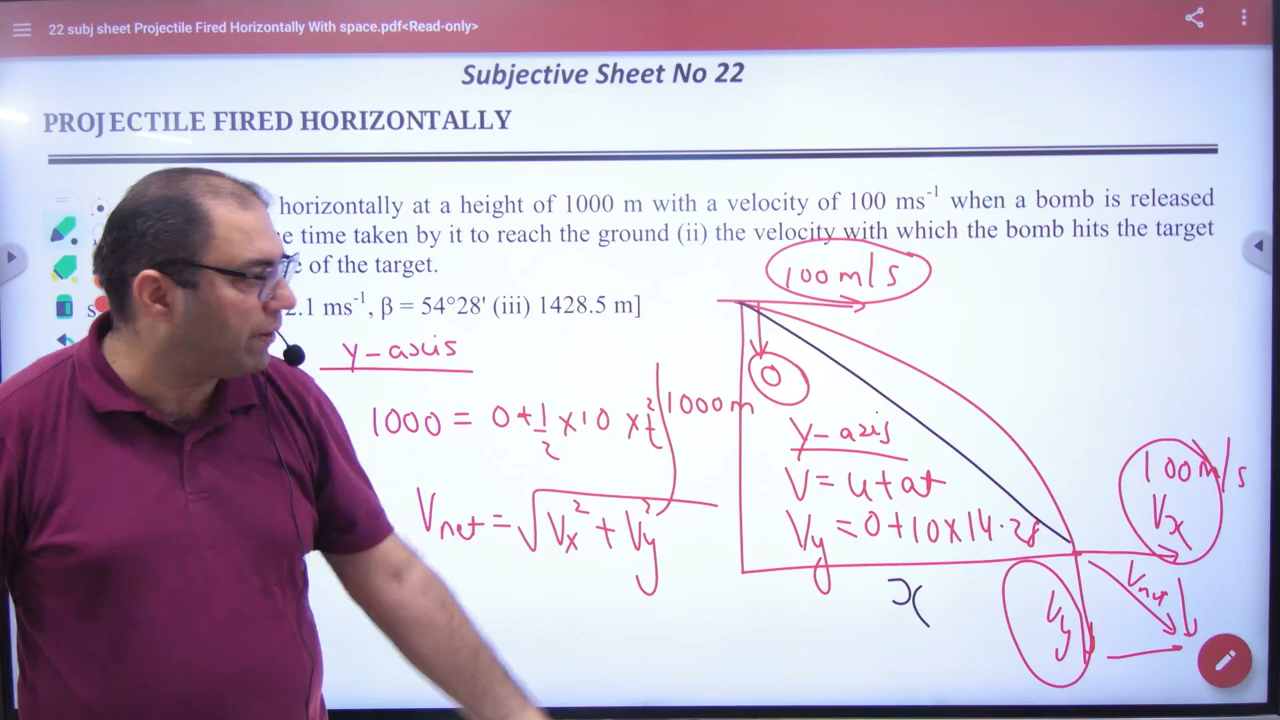 22 subj sheet Projectile Fired Horizontally With space.pdf<Read-only>
Subjective Sheet No 22
PROJECTILE FIRED HORIZONTALLY
horizontally at a height of 1000 m with a velocity of 100 ms⁻¹ when a bomb is released
e time taken by it to reach the ground (ii) the velocity with which the bomb hits the target
of the target.
.1 ms⁻¹, β = 54°28' (iii) 1428.5 m]
100 m/s
y-axis
0
1000 = 0+1/2 ×10 ×t²
1000m
y-axis
V = u+at
Vy = 0+10×14.28
Vnet = √Vx² + Vy²
100 m/s
Vx
x
Vy
Vnet